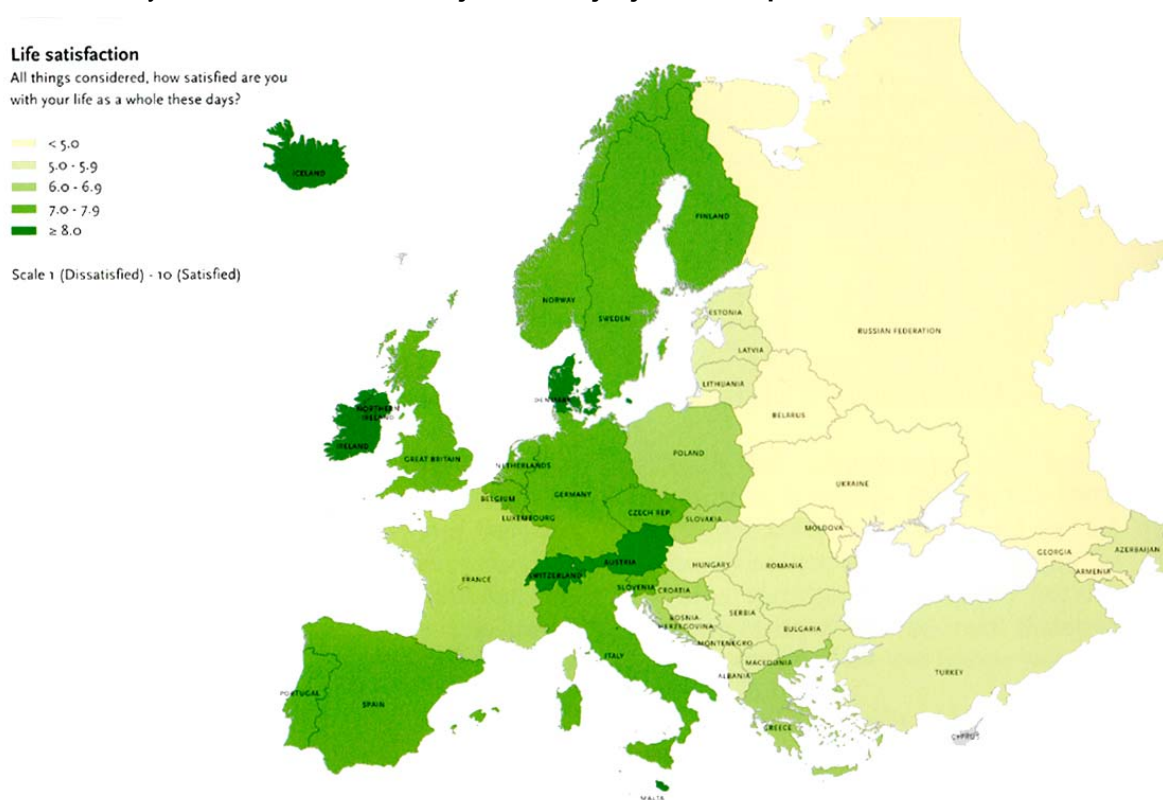 Life satisfaction
All things considered, how satisfied are you
with your life as a whole these days?
< 5.0
5.0 - 5.9
6.0 - 6.9
7.0 - 7.9
≥ 8.0
Scale 1 (Dissatisfied) - 10 (Satisfied)
ICELAND
FINLAND
NORWAY
SWEDEN
ESTONIA
RUSSIAN FEDERATION
LATVIA
LITHUANIA
DENMARK
NORTHERN
IRELAND
BELARUS
IRELAND
GREAT BRITAIN
POLAND
NETHERLANDS
UKRAINE
GERMANY
BELGIUM
CZECH REP.
LUXEMBOURG
SLOVAKIA
MOLDOVA
GEORGIA
AZERBAIJAN
AUSTRIA
HUNGARY
ROMANIA
ARMENIA
SWITZERLAND
FRANCE
SLOVENIA
CROATIA
SERBIA
BOSNIA
HERZEGOVINA
BULGARIA
MONTENEGRO
ITALY
MACEDONIA
ALBANIA
TURKEY
PORTUGAL
SPAIN
GREECE
CYPRUS
MALTA